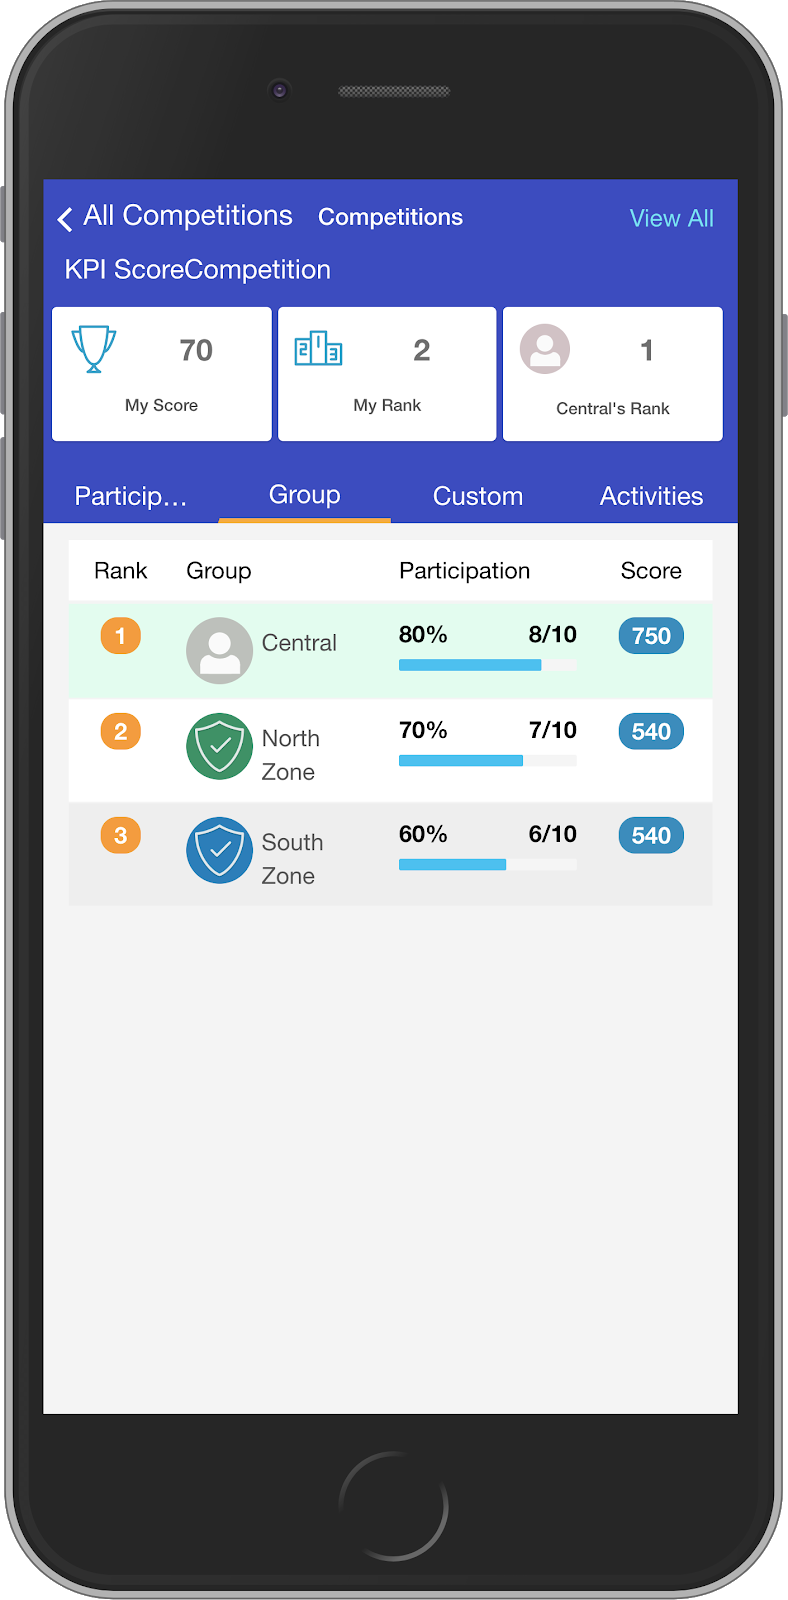 All Competitions Competitions View All
KPI ScoreCompetition
70 2 1
My Score My Rank Central's Rank
Particip... Group Custom Activities
Rank Group Participation Score
1 Central 80% 8/10 750
2 North Zone 70% 7/10 540
3 South Zone 60% 6/10 540